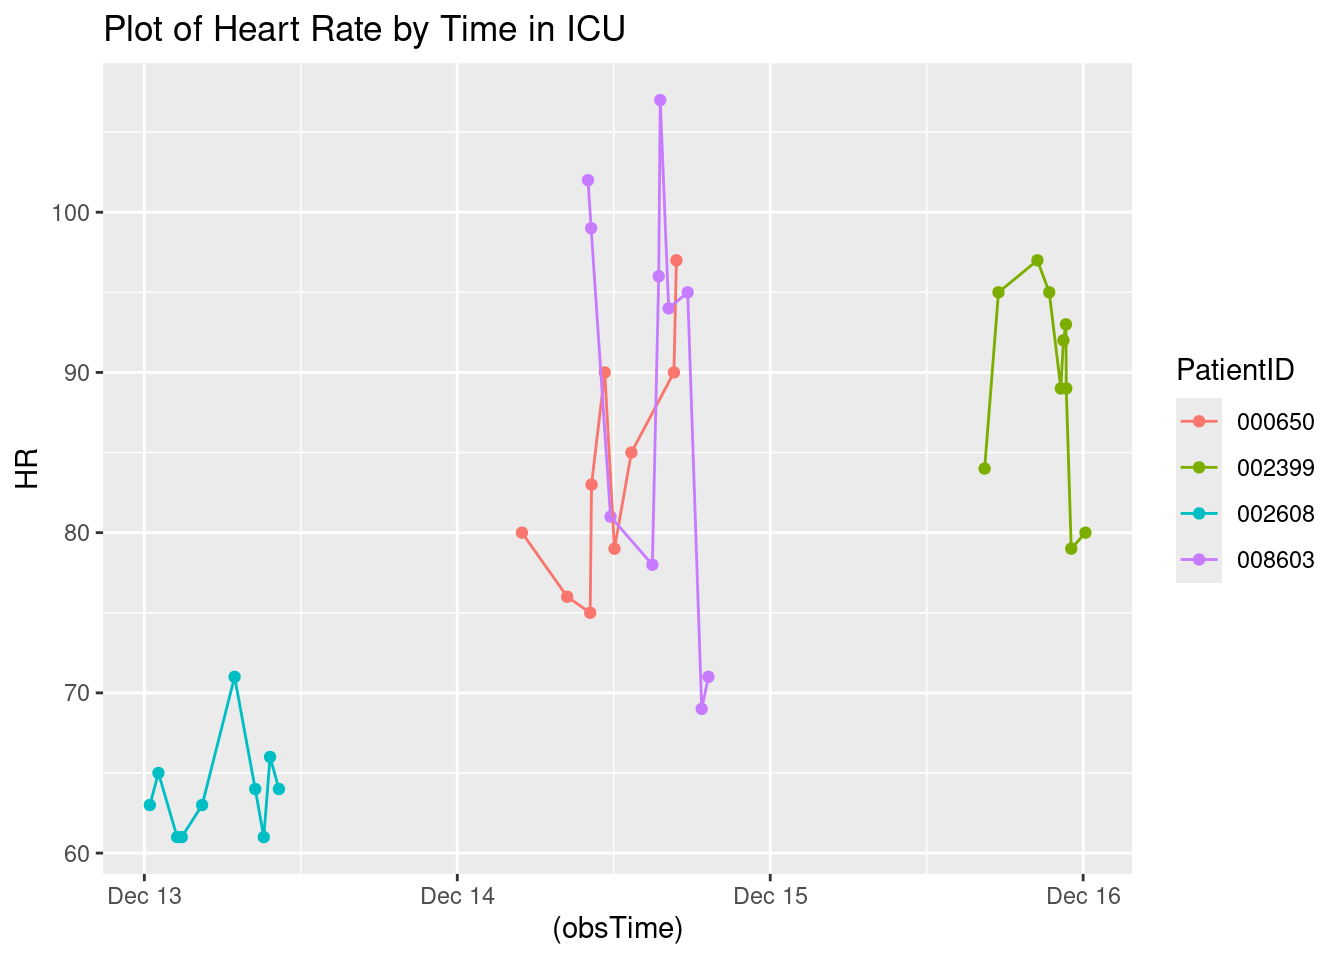 Plot of Heart Rate by Time in ICU
HR
100
90
80
70
60
Dec 13
Dec 14
Dec 15
Dec 16
(obsTime)
PatientID
000650
002399
002608
008603